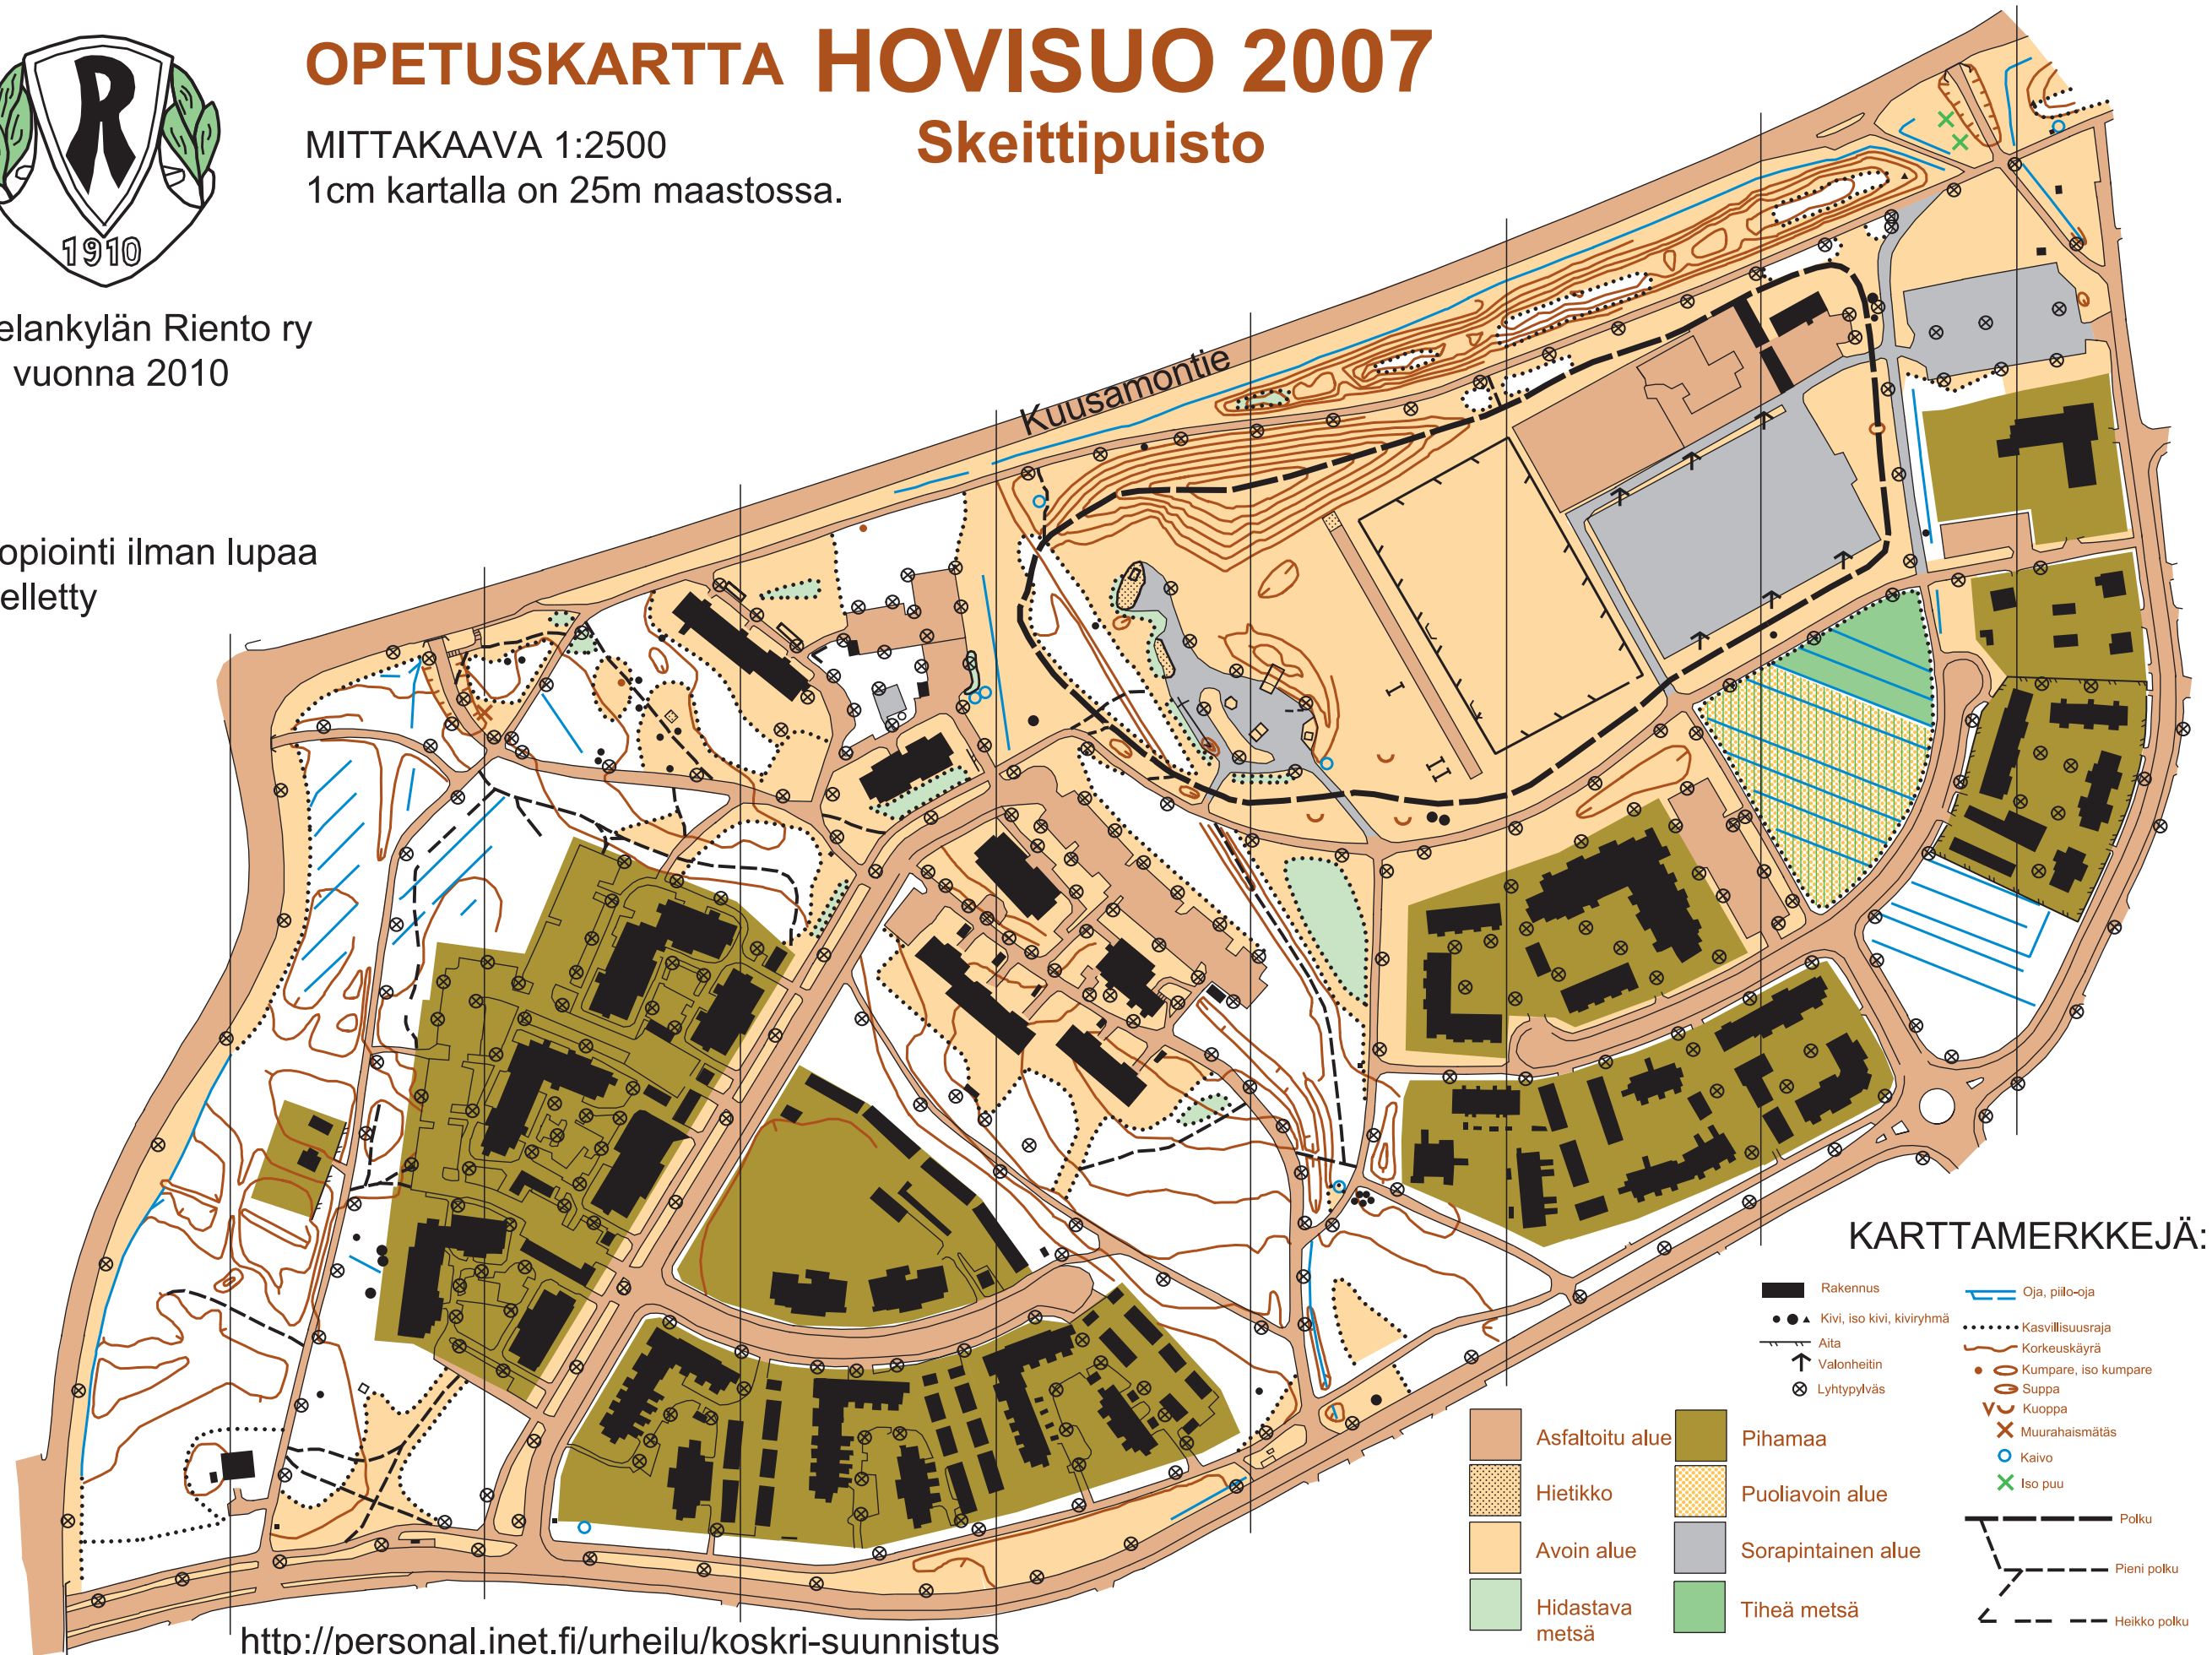 R
1910
OPETUSKARTTA HOVISUO 2007
Skeittipuisto
MITTAKAAVA 1:2500
1cm kartalla on 25m maastossa.
elankylän Riento ry
vuonna 2010
opiointi ilman lupaa
elletty
Kuusamontie
I
II
KARTTAMERKKEJÄ:
Rakennus
Kivi, iso kivi, kiviryhmä
Aita
Valonheitin
Lyhtypylväs
Oja, piilo-oja
Kasvillisuusraja
Korkeuskäyrä
Kumpare, iso kumpare
Suppa
Kuoppa
Muurahaismätäs
Kaivo
Iso puu
Polku
Pieni polku
Heikko polku
Asfaltoitu alue
Hietikko
Avoin alue
Hidastava
metsä
Pihamaa
Puoliavoin alue
Sorapintainen alue
Tiheä metsä
http://personal.inet.fi/urheilu/koskri-suunnistus